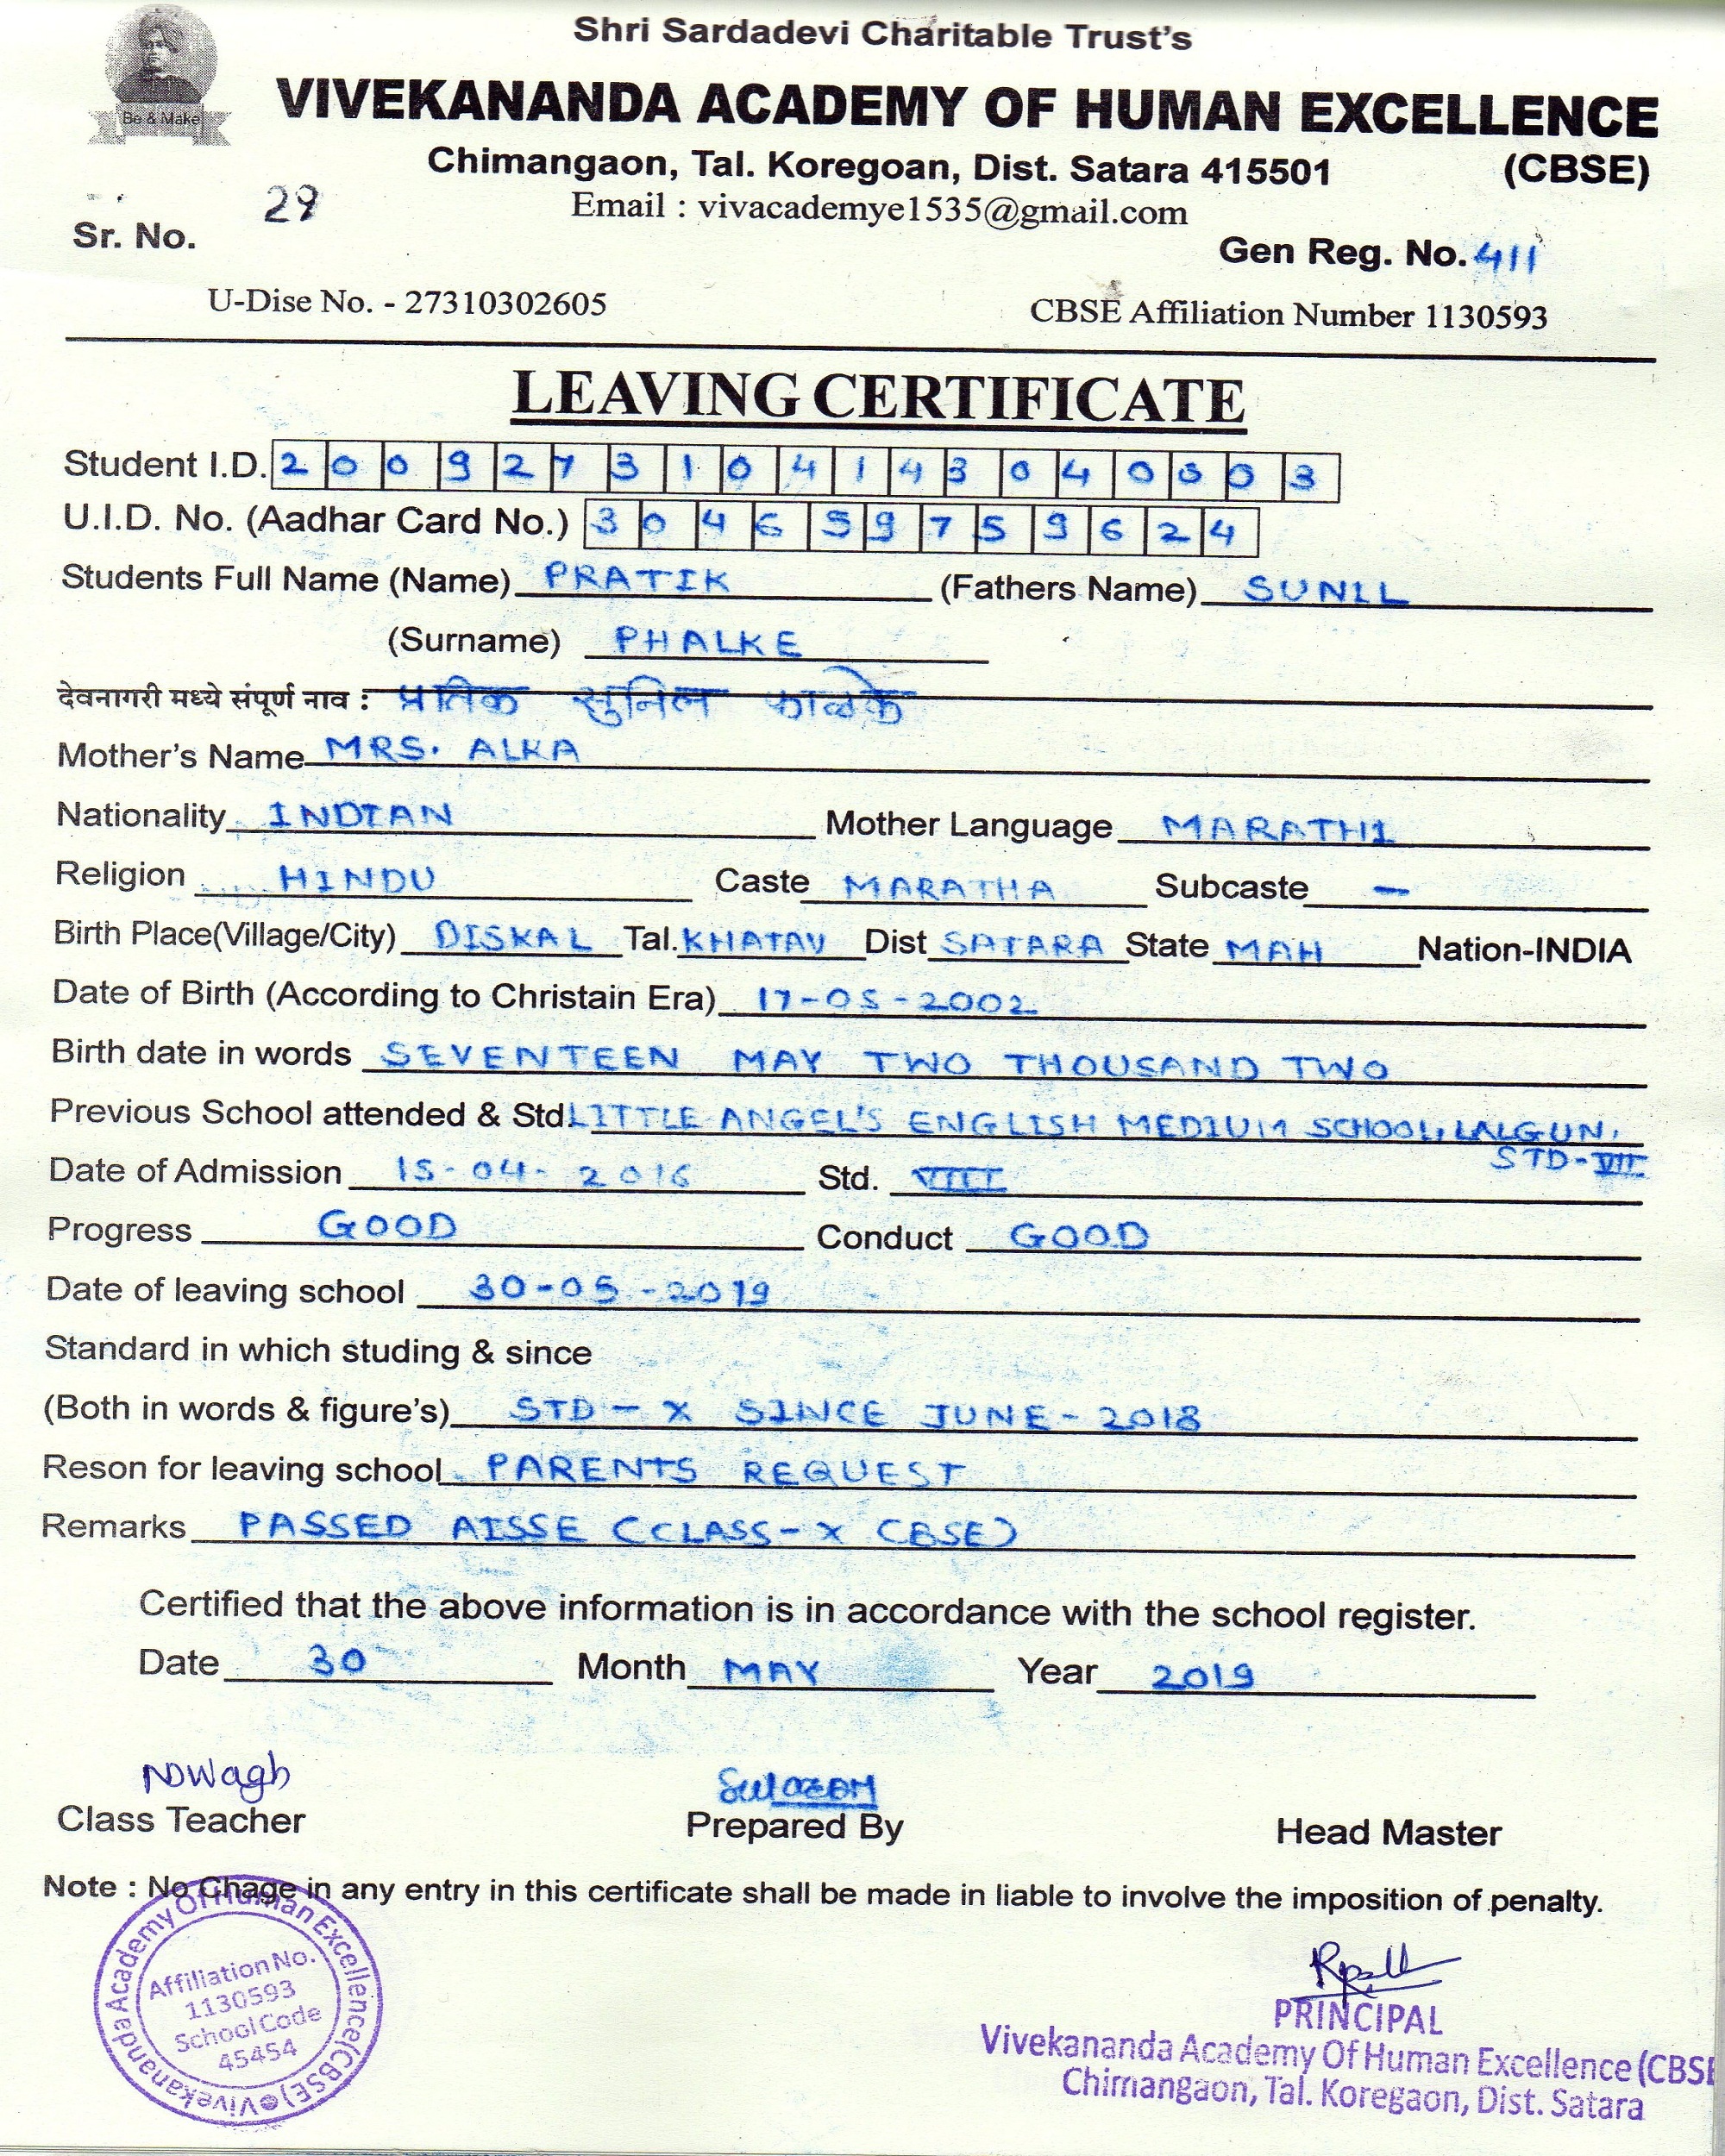 Shri Sardadevi Charitable Trust's
Be & Make
VIVEKANANDA ACADEMY OF HUMAN EXCELLENCE
Chimangaon, Tal. Koregoan, Dist. Satara 415501 (CBSE)
Email : vivacademye1535@gmail.com
Sr. No. 29
Gen Reg. No. 411
U-Dise No. - 27310302605 CBSE Affiliation Number 1130593
LEAVING CERTIFICATE
Student I.D. 2 0 0 9 2 7 3 1 0 4 1 4 3 0 4 0 0 0 3
U.I.D. No. (Aadhar Card No.) 3 0 4 6 5 9 7 5 9 6 2 4
Students Full Name (Name) PRATIK (Fathers Name) SUNIL
(Surname) PHALKE
देवनागरी मध्ये संपूर्ण नाव : प्रतिक सुनिल फाळके
Mother's Name MRS. ALKA
Nationality INDIAN Mother Language MARATHI
Religion HINDU Caste MARATHA Subcaste -
Birth Place(Village/City) DISKAL Tal. KHATAV Dist SATARA State MAH Nation-INDIA
Date of Birth (According to Christain Era) 17-05-2002
Birth date in words SEVENTEEN MAY TWO THOUSAND TWO
Previous School attended & Std LITTLE ANGEL'S ENGLISH MEDIUM SCHOOL, LALGUN.
STD-VII
Date of Admission 15-04-2016 Std. VIII
Progress GOOD Conduct GOOD
Date of leaving school 30-05-2019
Standard in which studing & since
(Both in words & figure's) STD - X SINCE JUNE-2018
Reson for leaving school PARENTS REQUEST
Remarks PASSED AISSE (CLASS-X CBSE)
Certified that the above information is in accordance with the school register.
Date 30 Month MAY Year 2019
NDWagh
Class Teacher Prepared By Head Master
Note : No Chage in any entry in this certificate shall be made in liable to involve the imposition of penalty.
Vivekananda Academy Of Human Excellence (CBSE)
Affiliation No.
1130593
School Code
45454
PRINCIPAL
Vivekananda Academy Of Human Excellence (CBSE
Chimangaon, Tal. Koregaon, Dist. Satara